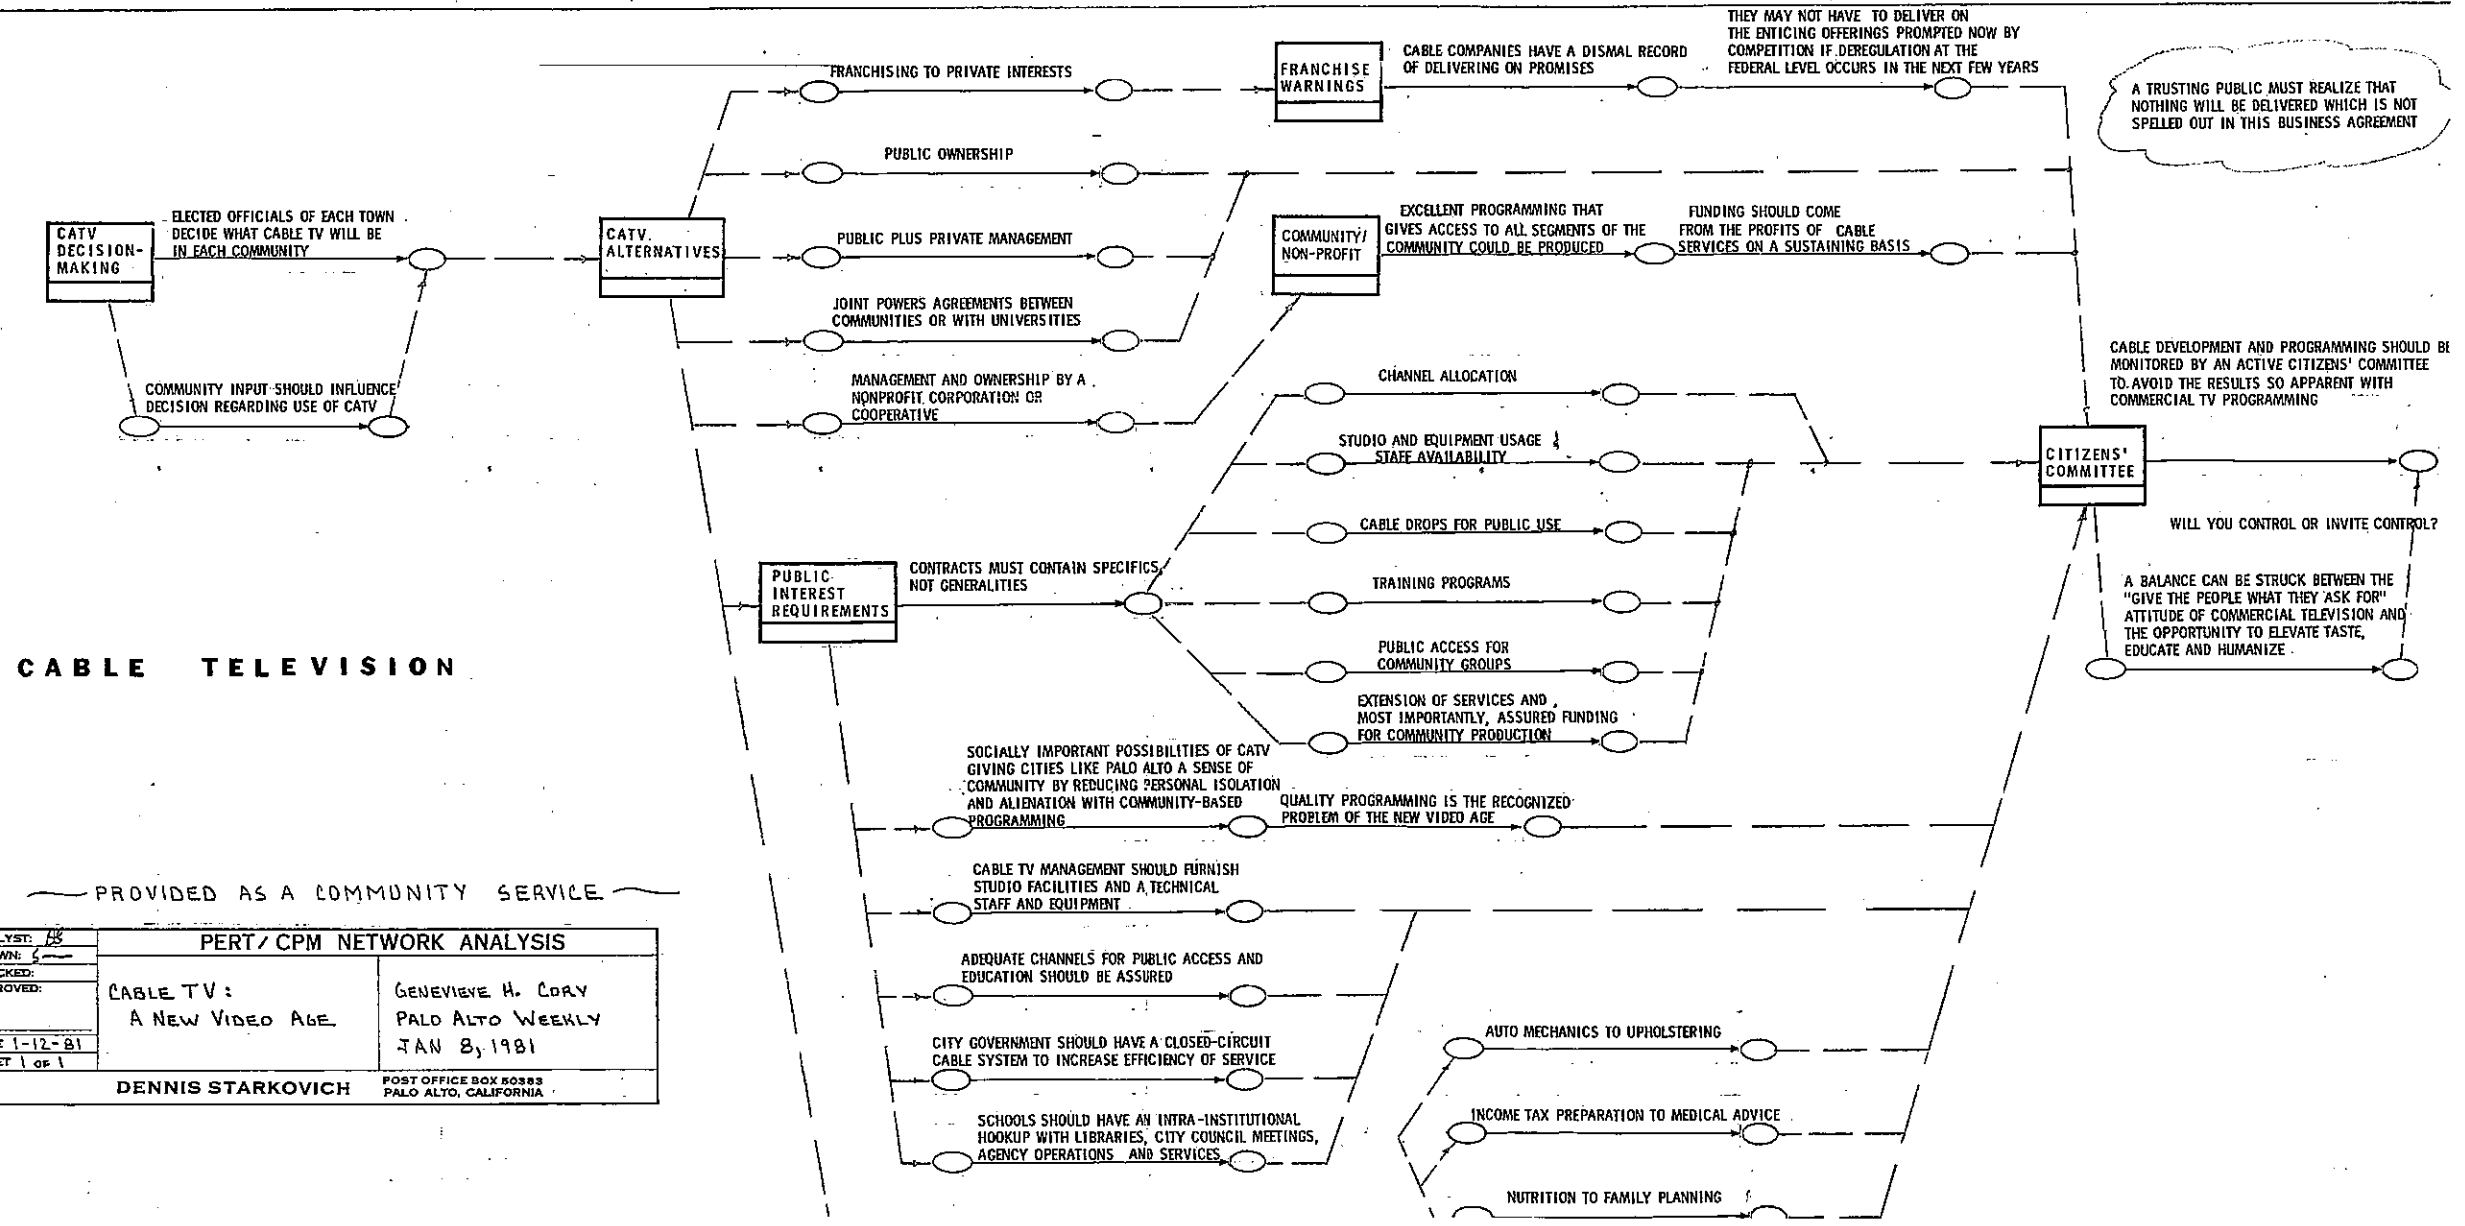 THEY MAY NOT HAVE TO DELIVER ON
THE ENTICING OFFERINGS PROMPTED NOW BY
COMPETITION IF DEREGULATION AT THE
FEDERAL LEVEL OCCURS IN THE NEXT FEW YEARS
CABLE COMPANIES HAVE A DISMAL RECORD
OF DELIVERING ON PROMISES
FRANCHISE
WARNINGS
FRANCHISING TO PRIVATE INTERESTS
A TRUSTING PUBLIC MUST REALIZE THAT
NOTHING WILL BE DELIVERED WHICH IS NOT
SPELLED OUT IN THIS BUSINESS AGREEMENT
PUBLIC OWNERSHIP
CATV
DECISION-
MAKING
ELECTED OFFICIALS OF EACH TOWN
DECIDE WHAT CABLE TV WILL BE
IN EACH COMMUNITY
CATV
ALTERNATIVES
PUBLIC PLUS PRIVATE MANAGEMENT
COMMUNITY/
NON-PROFIT
EXCELLENT PROGRAMMING THAT
GIVES ACCESS TO ALL SEGMENTS OF THE
COMMUNITY COULD BE PRODUCED
FUNDING SHOULD COME
FROM THE PROFITS OF CABLE
SERVICES ON A SUSTAINING BASIS
JOINT POWERS AGREEMENTS BETWEEN
COMMUNITIES OR WITH UNIVERSITIES
COMMUNITY INPUT SHOULD INFLUENCE
DECISION REGARDING USE OF CATV
MANAGEMENT AND OWNERSHIP BY A
NONPROFIT CORPORATION OR
COOPERATIVE
CHANNEL ALLOCATION
CABLE DEVELOPMENT AND PROGRAMMING SHOULD BE
MONITORED BY AN ACTIVE CITIZENS' COMMITTEE
TO AVOID THE RESULTS SO APPARENT WITH
COMMERCIAL TV PROGRAMMING
STUDIO AND EQUIPMENT USAGE &
STAFF AVAILABILITY
CITIZENS'
COMMITTEE
CABLE DROPS FOR PUBLIC USE
WILL YOU CONTROL OR INVITE CONTROL?
PUBLIC
INTEREST
REQUIREMENTS
CONTRACTS MUST CONTAIN SPECIFICS,
NOT GENERALITIES
TRAINING PROGRAMS
A BALANCE CAN BE STRUCK BETWEEN THE
"GIVE THE PEOPLE WHAT THEY ASK FOR"
ATTITUDE OF COMMERCIAL TELEVISION AND
THE OPPORTUNITY TO ELEVATE TASTE,
EDUCATE AND HUMANIZE
CABLE TELEVISION
PUBLIC ACCESS FOR
COMMUNITY GROUPS
EXTENSION OF SERVICES AND,
MOST IMPORTANTLY, ASSURED FUNDING
FOR COMMUNITY PRODUCTION
SOCIALLY IMPORTANT POSSIBILITIES OF CATV
GIVING CITIES LIKE PALO ALTO A SENSE OF
COMMUNITY BY REDUCING PERSONAL ISOLATION
AND ALIENATION WITH COMMUNITY-BASED
PROGRAMMING
QUALITY PROGRAMMING IS THE RECOGNIZED
PROBLEM OF THE NEW VIDEO AGE
CABLE TV MANAGEMENT SHOULD FURNISH
STUDIO FACILITIES AND A TECHNICAL
STAFF AND EQUIPMENT
PROVIDED AS A COMMUNITY SERVICE
ADEQUATE CHANNELS FOR PUBLIC ACCESS AND
EDUCATION SHOULD BE ASSURED
CITY GOVERNMENT SHOULD HAVE A CLOSED-CIRCUIT
CABLE SYSTEM TO INCREASE EFFICIENCY OF SERVICE
SCHOOLS SHOULD HAVE AN INTRA-INSTITUTIONAL
HOOKUP WITH LIBRARIES, CITY COUNCIL MEETINGS,
AGENCY OPERATIONS AND SERVICES
AUTO MECHANICS TO UPHOLSTERING
INCOME TAX PREPARATION TO MEDICAL ADVICE
NUTRITION TO FAMILY PLANNING
LYST:
WN:
CKED:
ROVED:
E 1-12-81
ET 1 OF 1
PERT/CPM NETWORK ANALYSIS
CABLE TV:
A NEW VIDEO AGE
GENEVIEVE H. CORY
PALO ALTO WEEKLY
JAN 8, 1981
DENNIS STARKOVICH
POST OFFICE BOX 50383
PALO ALTO, CALIFORNIA